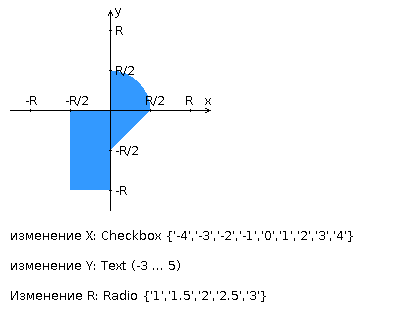 y
R
R/2
-R
-R/2
R/2
R
x
-R/2
-R
изменение X: Checkbox {'-4','-3','-2','-1','0','1','2','3','4'}
изменение Y: Text (-3 ... 5)
Изменение R: Radio {'1','1.5','2','2.5','3'}